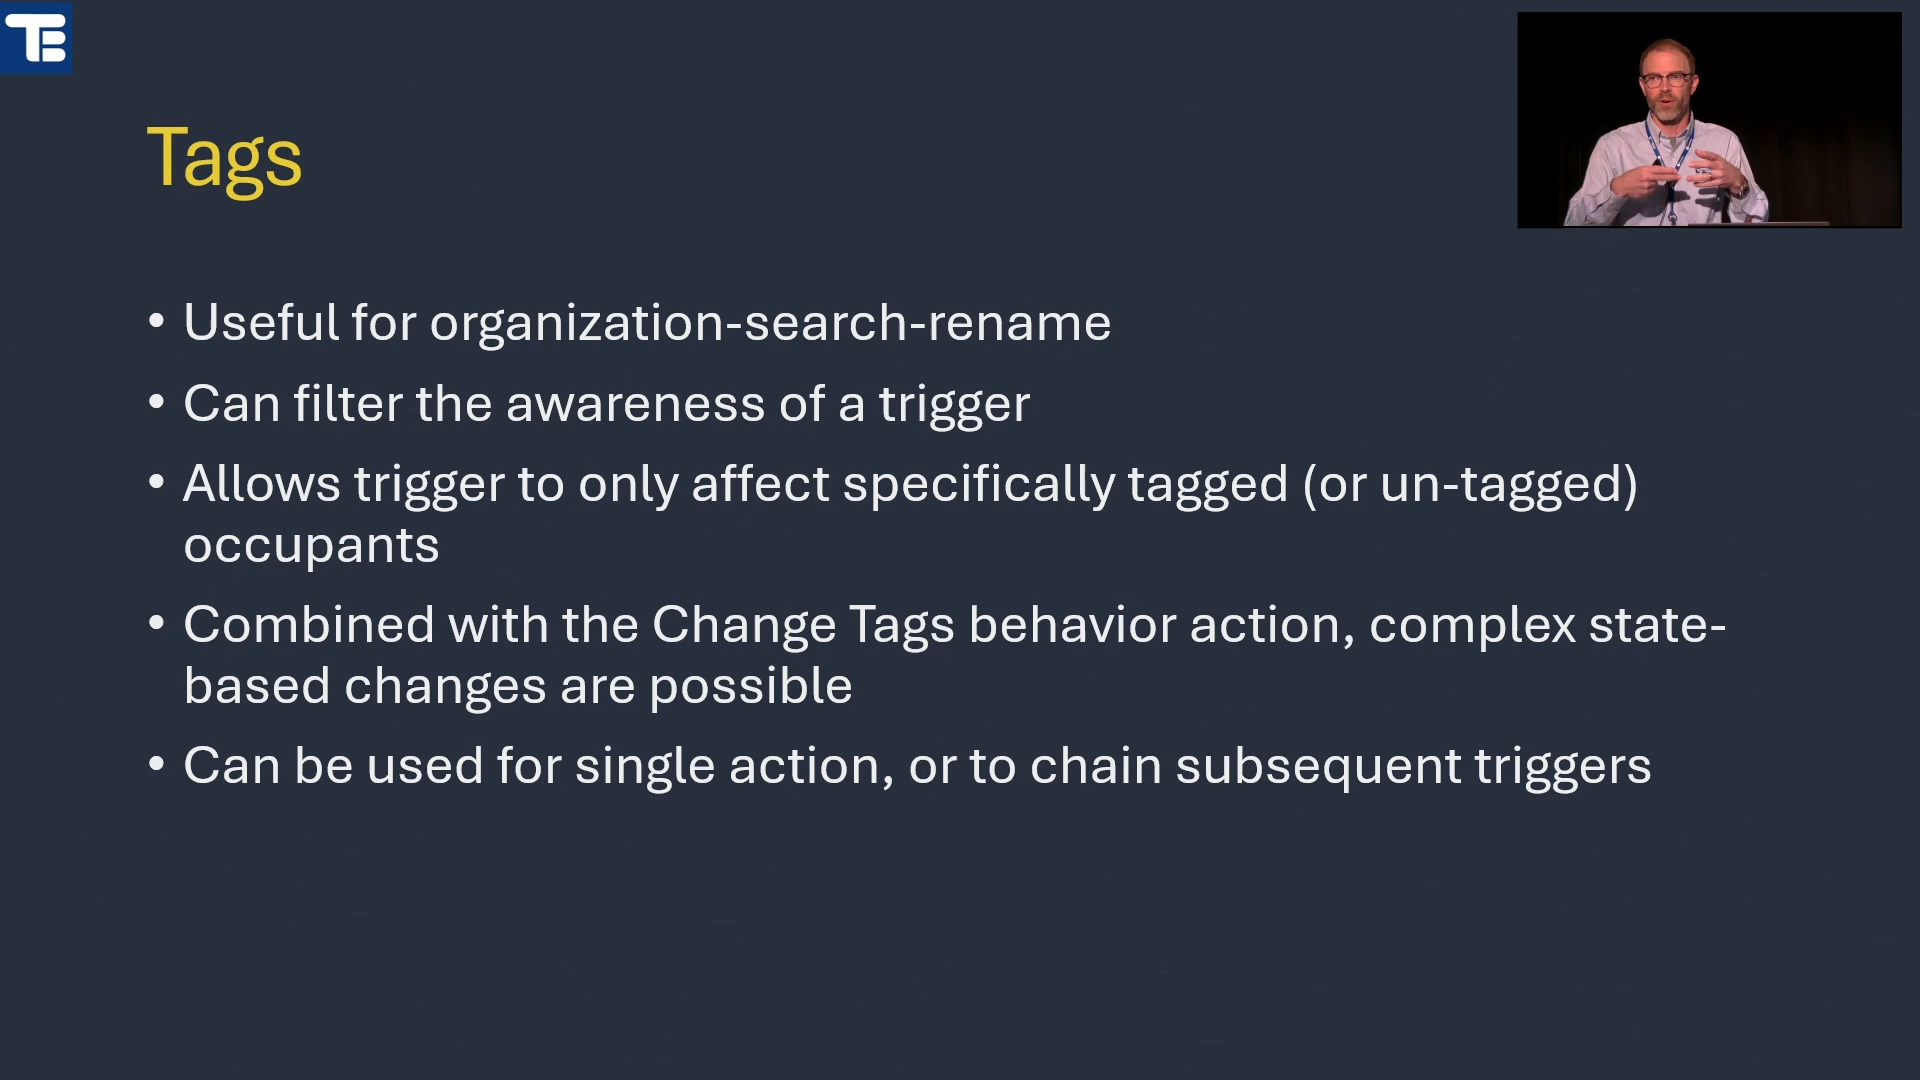 TB
Tags
• Useful for organization-search-rename
• Can filter the awareness of a trigger
• Allows trigger to only affect specifically tagged (or un-tagged)
occupants
• Combined with the Change Tags behavior action, complex state-
based changes are possible
• Can be used for single action, or to chain subsequent triggers